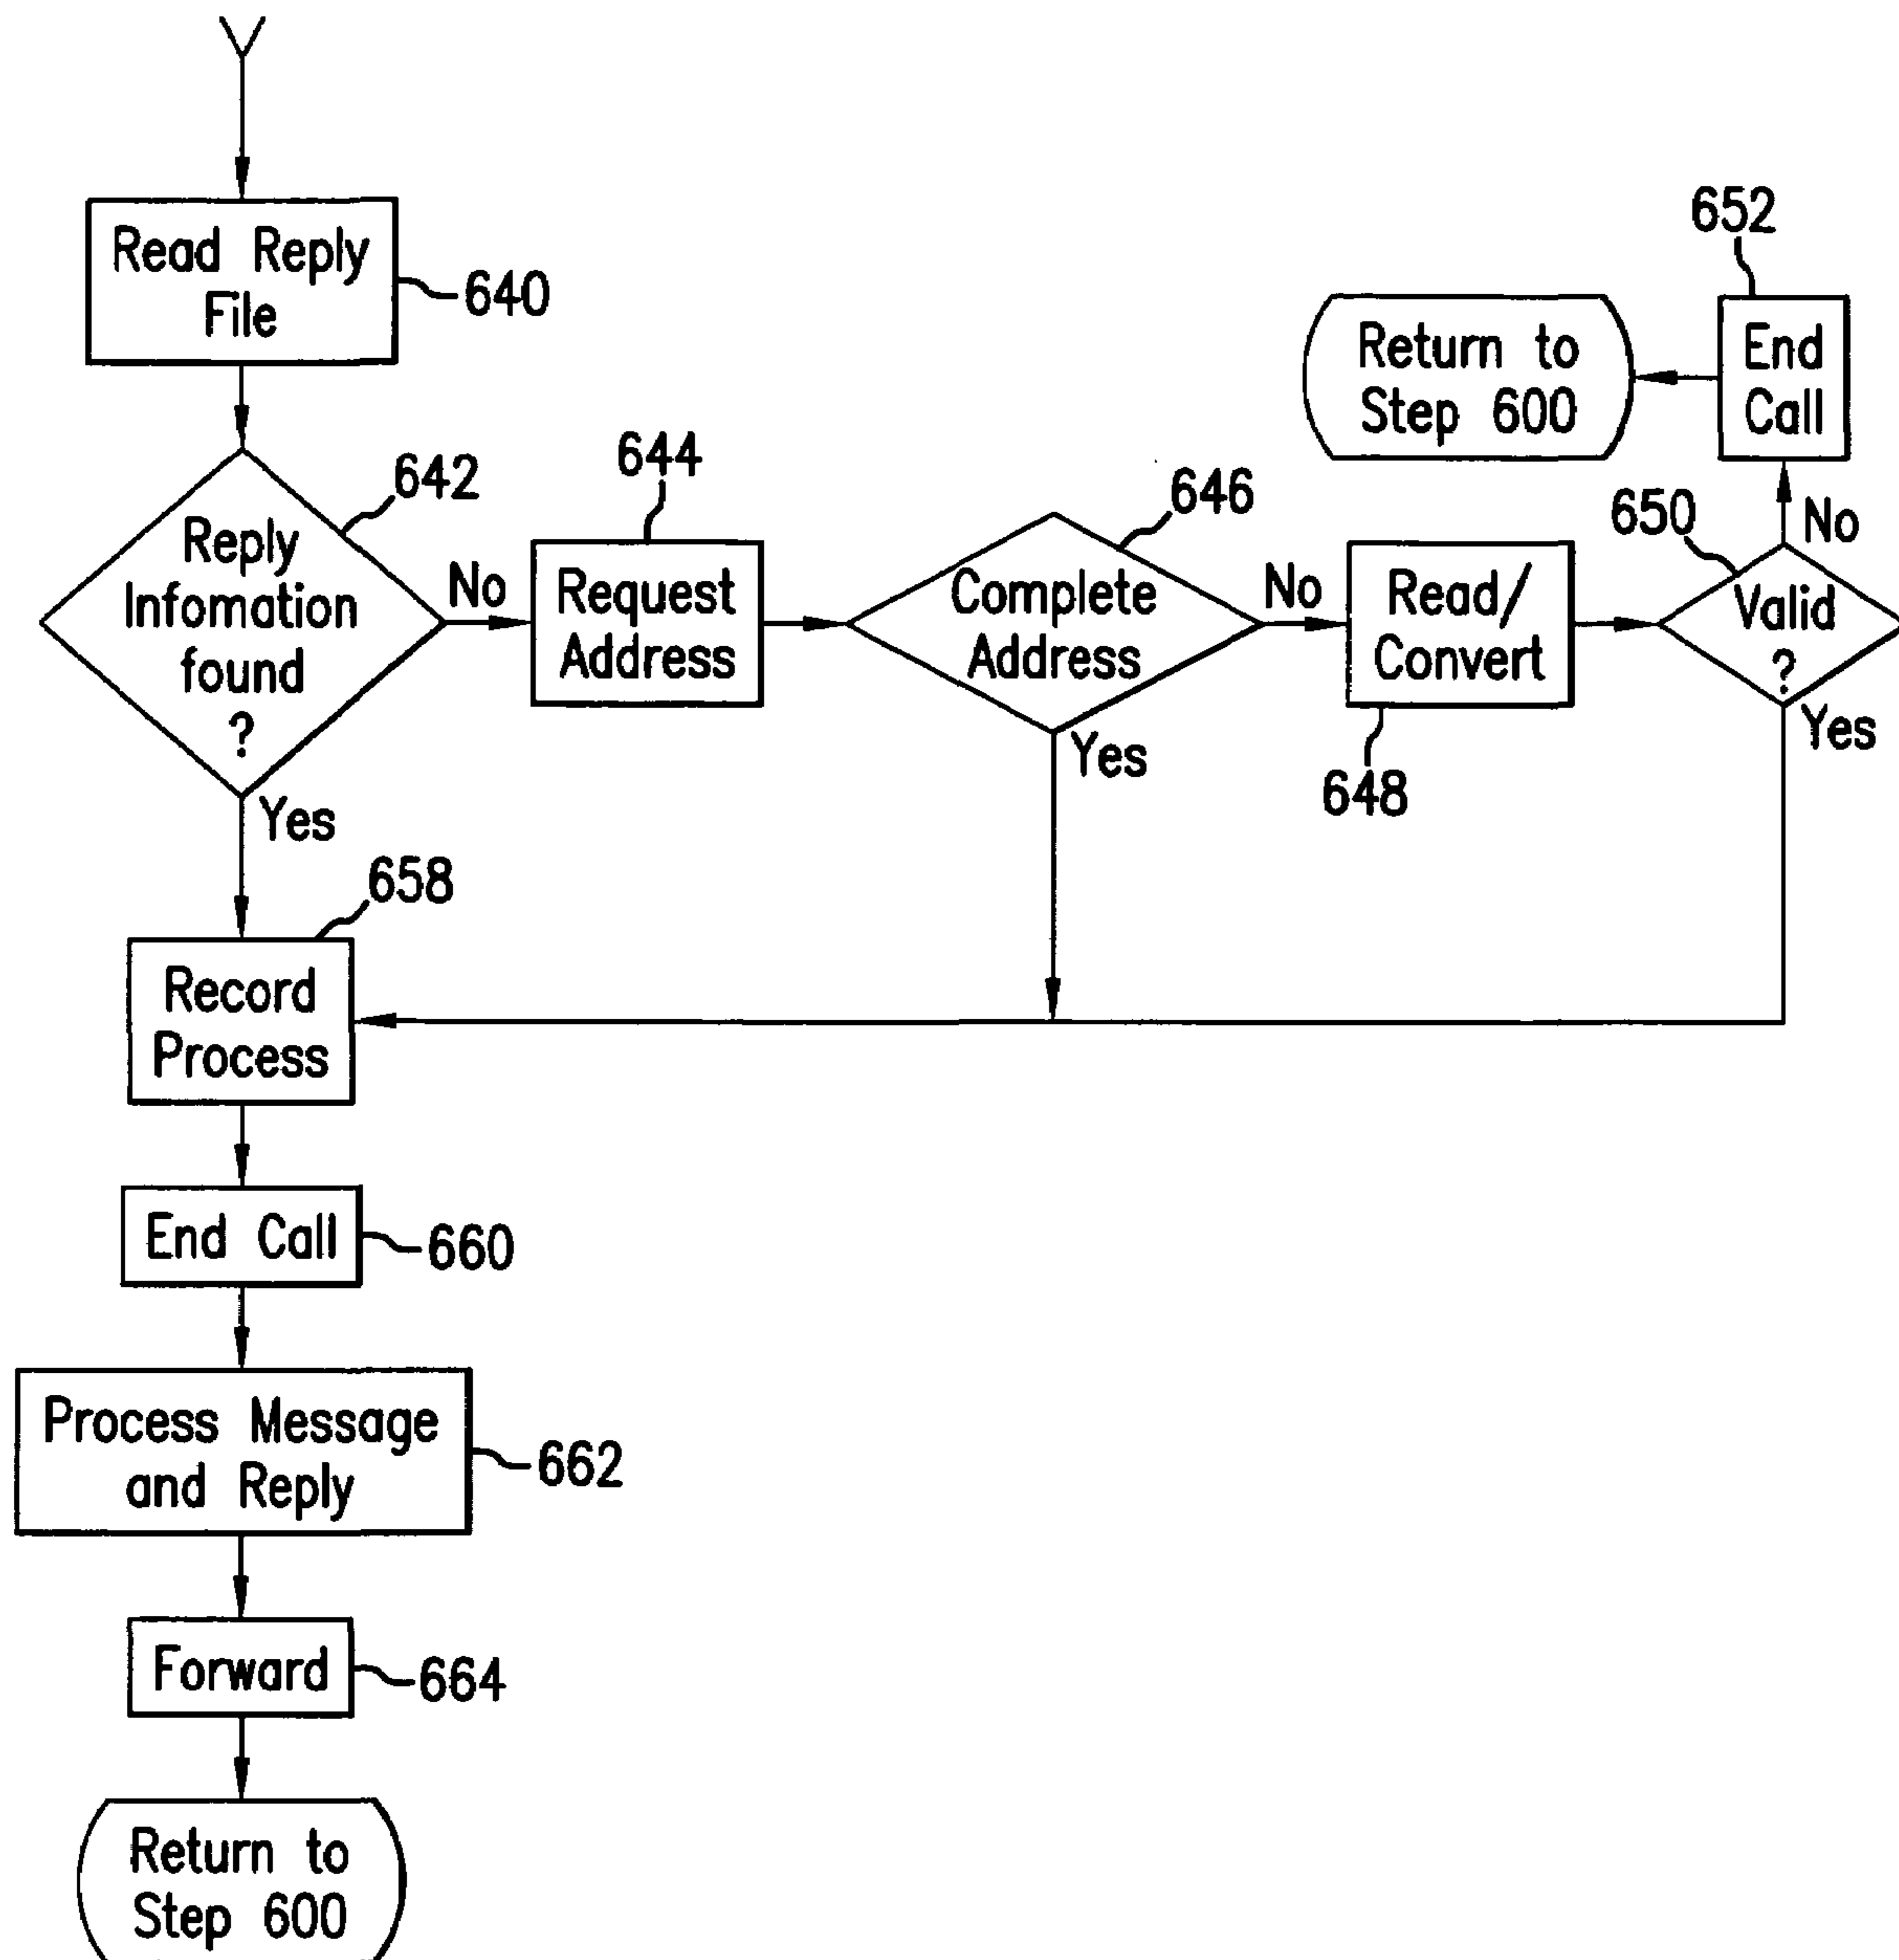 Read Reply
File
640
652
Return to
Step 600
End
Call
642
644
646
650
No
Reply
Infomation
found
?
No
Request
Address
Complete
Address
No
Read/
Convert
Valid
?
Yes
Yes
648
Yes
658
Record
Process
End Call
660
Process Message
and Reply
662
Forward
664
Return to
Step 600